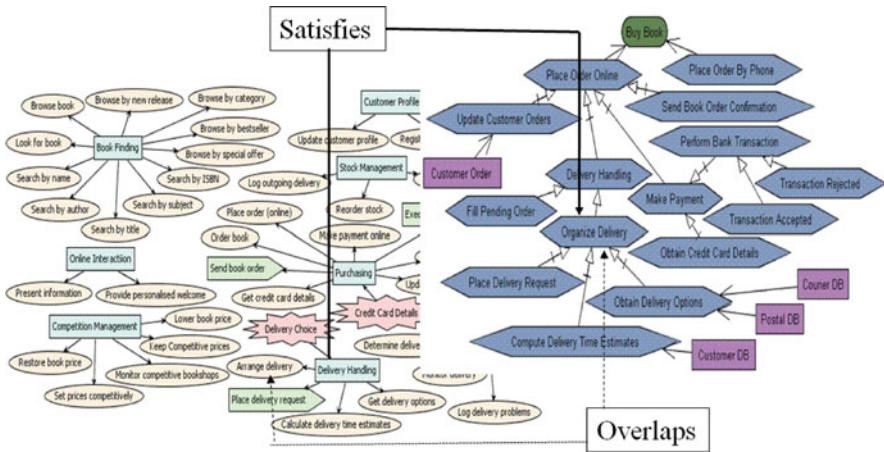 Satisfies
Buy Book
Place Order Online
Place Order By Phone
Update Customer Orders
Send Book Order Confirmation
Perform Bank Transaction
Customer Order
Delivery Handling
Transaction Rejected
Fill Pending Order
Make Payment
Transaction Accepted
Organize Delivery
Obtain Credit Card Details
Place Delivery Request
Obtain Delivery Options
Courier DB
Postal DB
Compute Delivery Time Estimates
Customer DB
Browse book
Browse by new release
Browse by category
Browse by bestseller
Look for book
Book Finding
Browse by special offer
Search by name
Search by ISBN
Search by author
Search by subject
Search by title
Customer Profile
Update customer profile
Regist
Stock Management
Log outgoing delivery
Reorder stock
Place order (online)
Make payment online
Exec
Order book
Online Interaction
Send book order
Purchasing
Present information
Provide personalised welcome
Get credit card details
Upda
Credit Card Details
Delivery Choice
Competition Management
Lower book price
Keep Competitive prices
Determine delivery
Restore book price
Monitor competitive bookshops
Set prices competitively
Arrange delivery
Delivery Handling
Monitor delivery
Place delivery request
Get delivery options
Calculate delivery time estimates
Log delivery problems
Overlaps